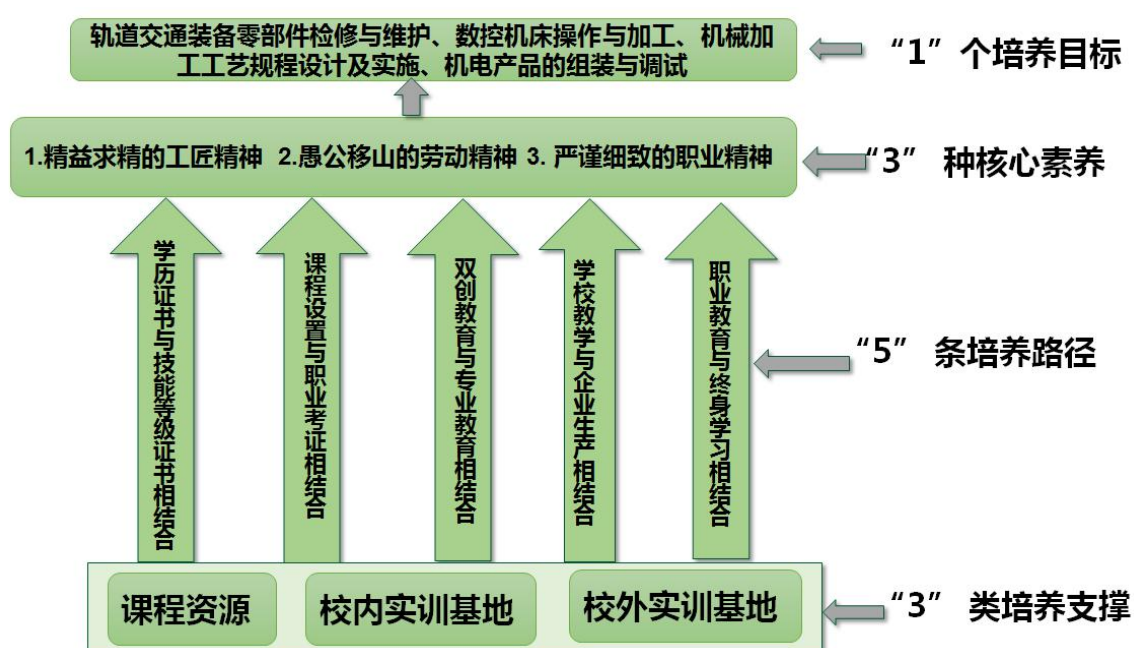 轨道交通装备零部件检修与维护、数控机床操作与加工、机械加
工工艺规程设计及实施、机电产品的组装与调试
“1”个培养目标
1.精益求精的工匠精神 2.愚公移山的劳动精神 3. 严谨细致的职业精神
“3” 种核心素养
学历证书与技能等级证书相结合
课程设置与职业考证相结合
双创教育与专业教育相结合
学校教学与企业生产相结合
职业教育与终身学习相结合
“5” 条培养路径
课程资源
校内实训基地
校外实训基地
“3” 类培养支撑